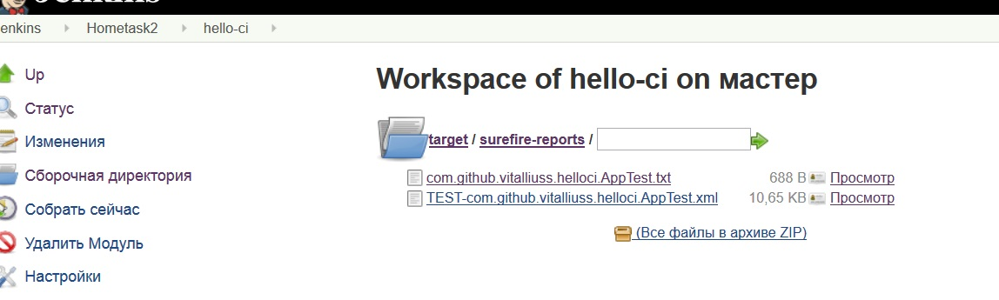 enkins Hometask2 hello-ci
Up
Статус
Изменения
Сборочная директория
Собрать сейчас
Удалить Модуль
Настройки
Workspace of hello-ci on мастер
target / surefire-reports /
com.github.vitalliuss.helloci.AppTest.txt 688 B Просмотр
TEST-com.github.vitalliuss.helloci.AppTest.xml 10,65 KB Просмотр
(Все файлы в архиве ZIP)